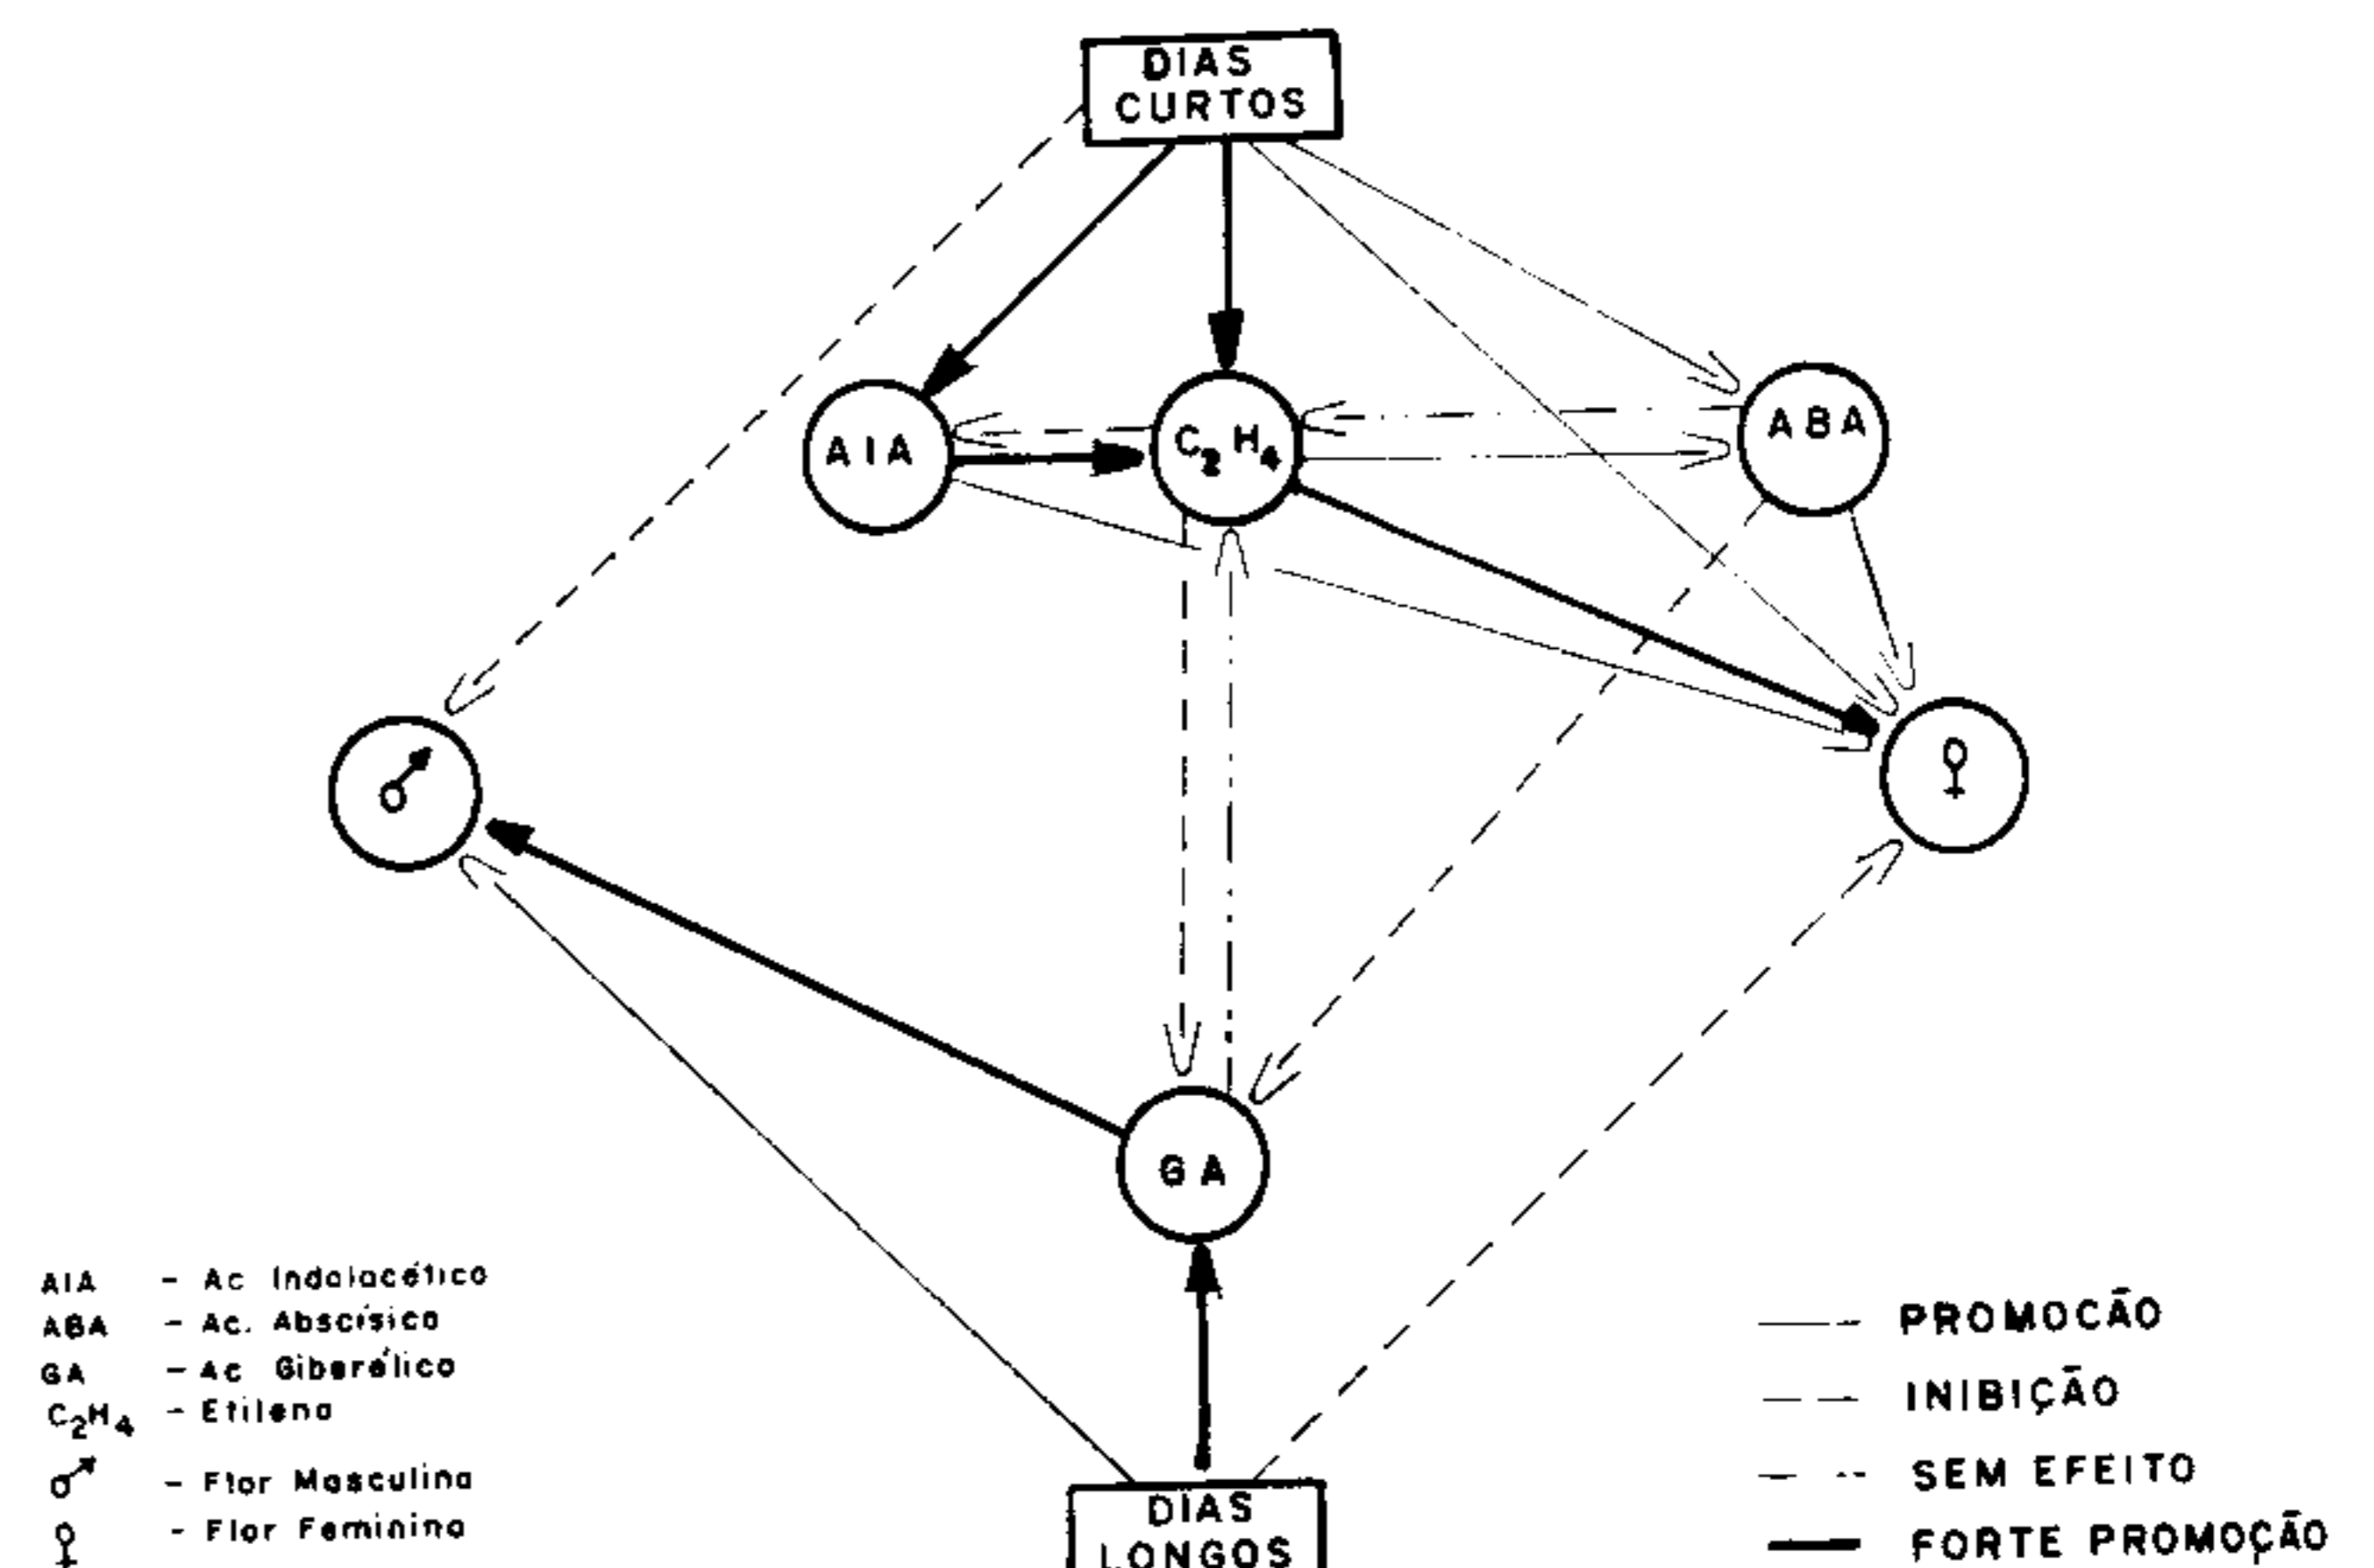 DIAS
CURTOS
AIA
C2H4
ABA
♂
♀
GA
AIA - Ac Indolacético
ABA - Ac. Abscísico
GA - Ac Giberélico
C2H4 - Etileno
♂ - Flor Masculina
♀ - Flor Feminina
PROMOCÃO
INIBIÇÃO
SEM EFEITO
FORTE PROMOÇÃO
DIAS
LONGOS